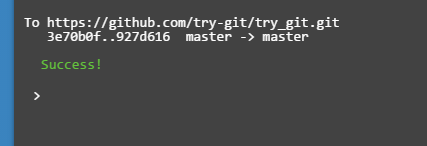 To https://github.com/try-git/try_git.git
3e70b0f..927d616 master -> master
Success!
>